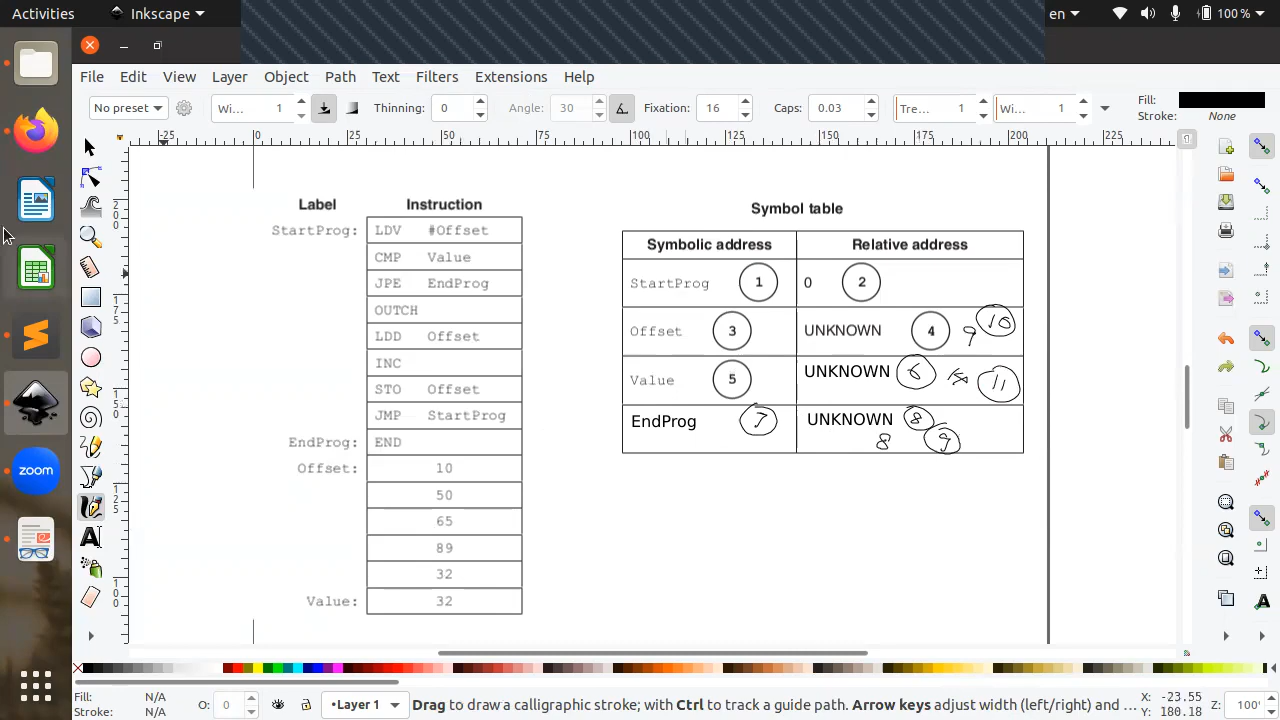 Activities Inkscape en 100 %
File Edit View Layer Object Path Text Filters Extensions Help
No preset Wi... 1 Thinning: 0 Angle: 30 Fixation: 16 Caps: 0.03 Tre... 1 Wi... 1 Fill:
Stroke: None
-25 0 25 50 75 100 125 150 175 200 225
Label Instruction
StartProg: LDV #Offset
CMP Value
JPE EndProg
OUTCH
LDD Offset
INC
STO Offset
JMP StartProg
EndProg: END
Offset: 10
50
65
89
32
Value: 32
Symbol table
Symbolic address Relative address
StartProg 1 0 2
Offset 3 UNKNOWN 4 9 10
Value 5 UNKNOWN 6 11
EndProg 7 UNKNOWN 8
8 9
200
175
150
125
100
zoom
Fill: N/A
Stroke: N/A
O: 0
•Layer 1
Drag to draw a calligraphic stroke; with Ctrl to track a guide path. Arrow keys adjust width (left/right) and ...
X: -23.55
Y: 180.18
Z: 100